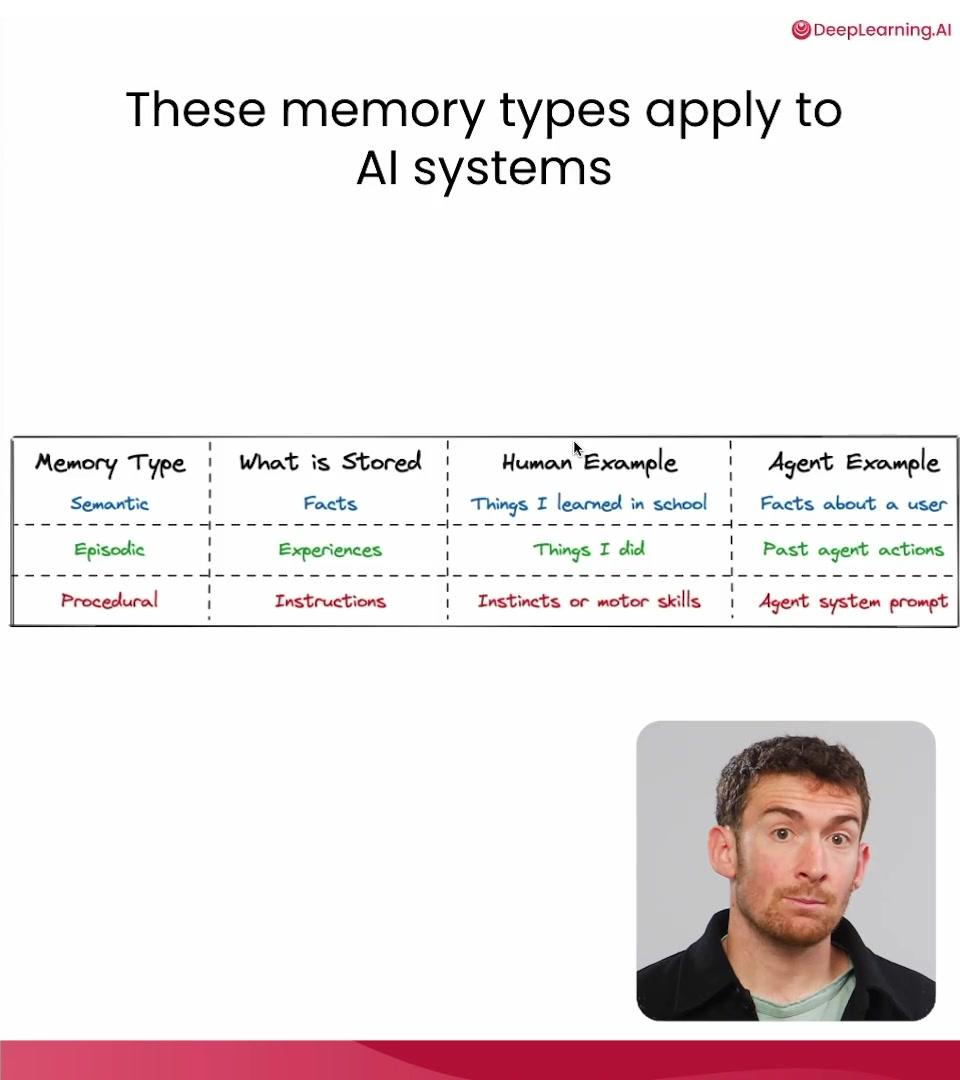 DeepLearning.AI
These memory types apply to
AI systems
Memory Type What is Stored Human Example Agent Example
Semantic Facts Things I learned in school Facts about a user
Episodic Experiences Things I did Past agent actions
Procedural Instructions Instincts or motor skills Agent system prompt